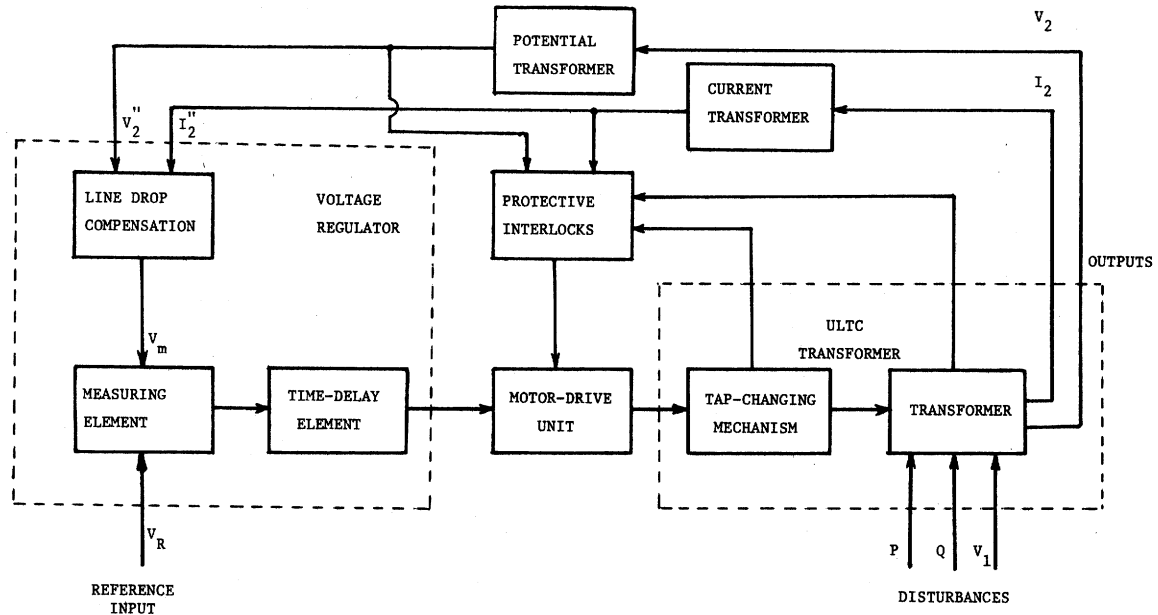 POTENTIAL
TRANSFORMER
V2
CURRENT
TRANSFORMER
I2
V2''
I2''
LINE DROP
COMPENSATION
VOLTAGE
REGULATOR
PROTECTIVE
INTERLOCKS
OUTPUTS
ULTC
TRANSFORMER
Vm
MEASURING
ELEMENT
TIME-DELAY
ELEMENT
MOTOR-DRIVE
UNIT
TAP-CHANGING
MECHANISM
TRANSFORMER
VR
P
Q
V1
REFERENCE
INPUT
DISTURBANCES